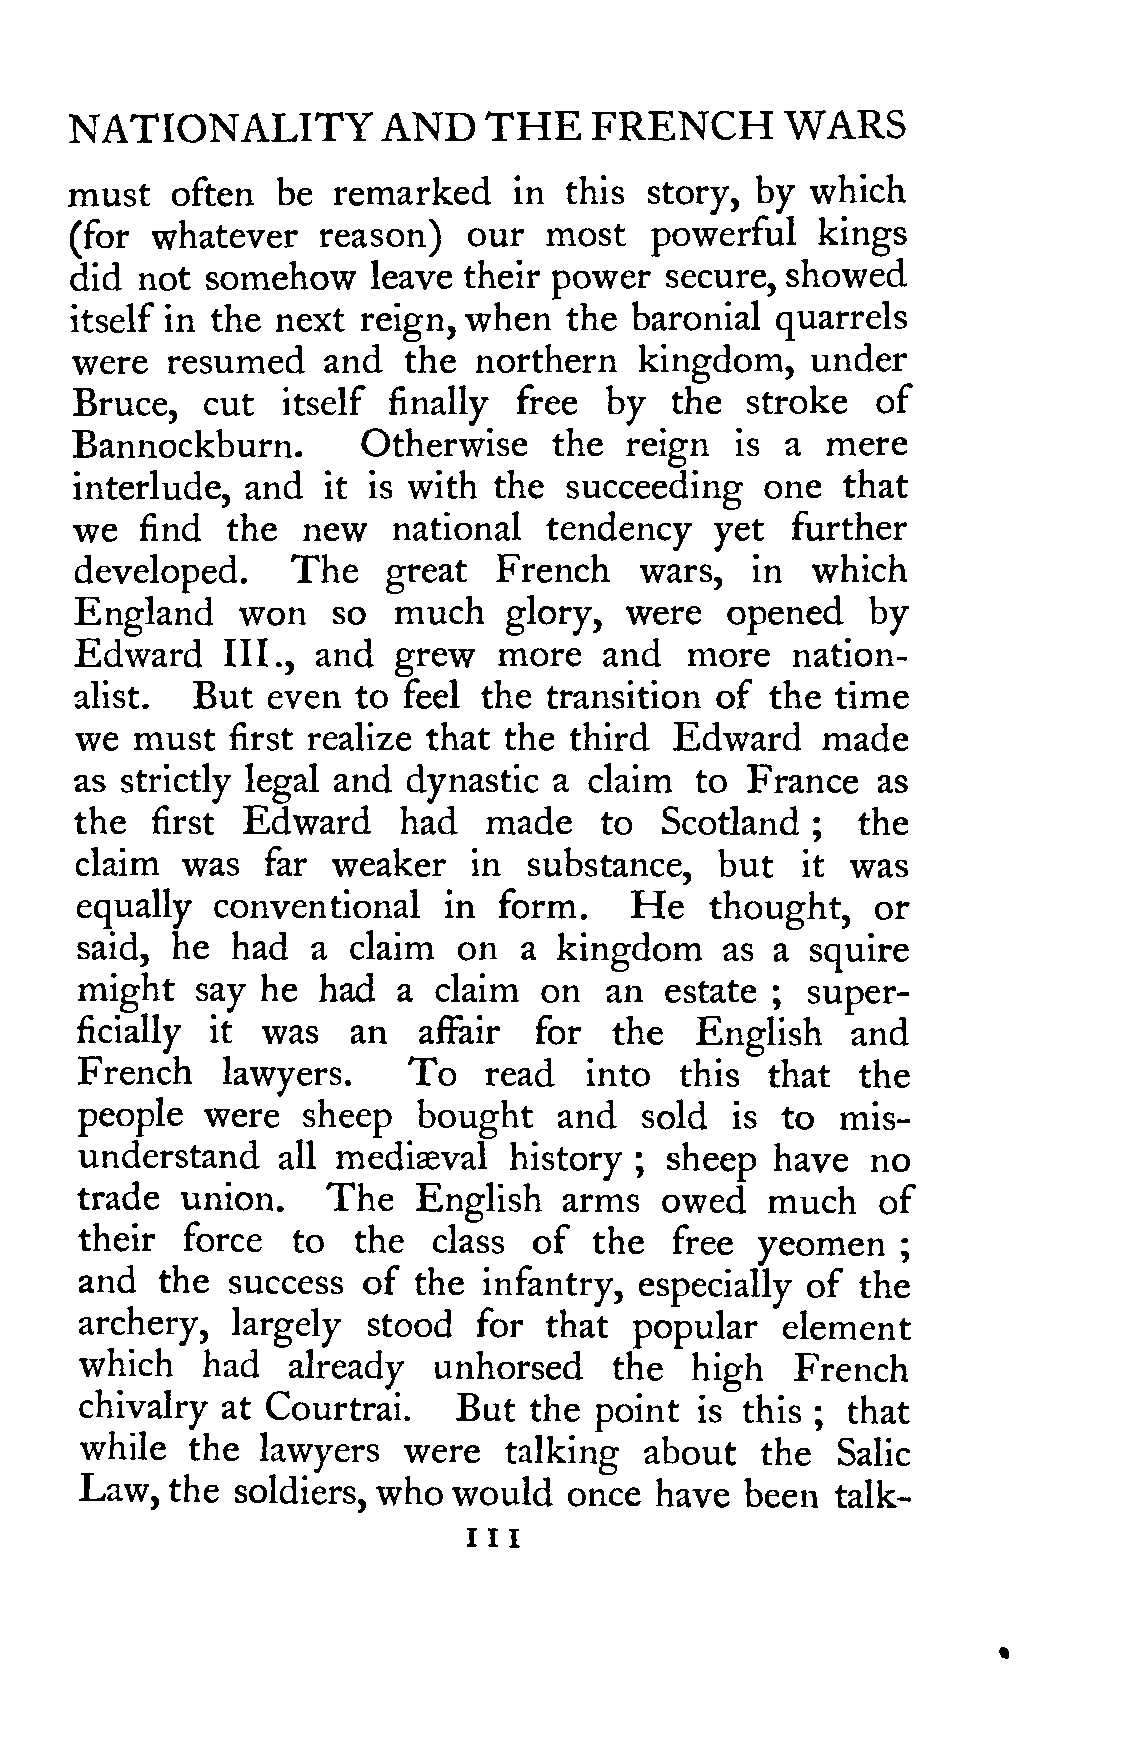 NATIONALITY AND THE FRENCH WARS
must often be remarked in this story, by which
(for whatever reason) our most powerful kings
did not somehow leave their power secure, showed
itself in the next reign, when the baronial quarrels
were resumed and the northern kingdom, under
Bruce, cut itself finally free by the stroke of
Bannockburn. Otherwise the reign is a mere
interlude, and it is with the succeeding one that
we find the new national tendency yet further
developed. The great French wars, in which
England won so much glory, were opened by
Edward III., and grew more and more nation-
alist. But even to feel the transition of the time
we must first realize that the third Edward made
as strictly legal and dynastic a claim to France as
the first Edward had made to Scotland ; the
claim was far weaker in substance, but it was
equally conventional in form. He thought, or
said, he had a claim on a kingdom as a squire
might say he had a claim on an estate ; super-
ficially it was an affair for the English and
French lawyers. To read into this that the
people were sheep bought and sold is to mis-
understand all mediæval history ; sheep have no
trade union. The English arms owed much of
their force to the class of the free yeomen ;
and the success of the infantry, especially of the
archery, largely stood for that popular element
which had already unhorsed the high French
chivalry at Courtrai. But the point is this ; that
while the lawyers were talking about the Salic
Law, the soldiers, who would once have been talk-
111